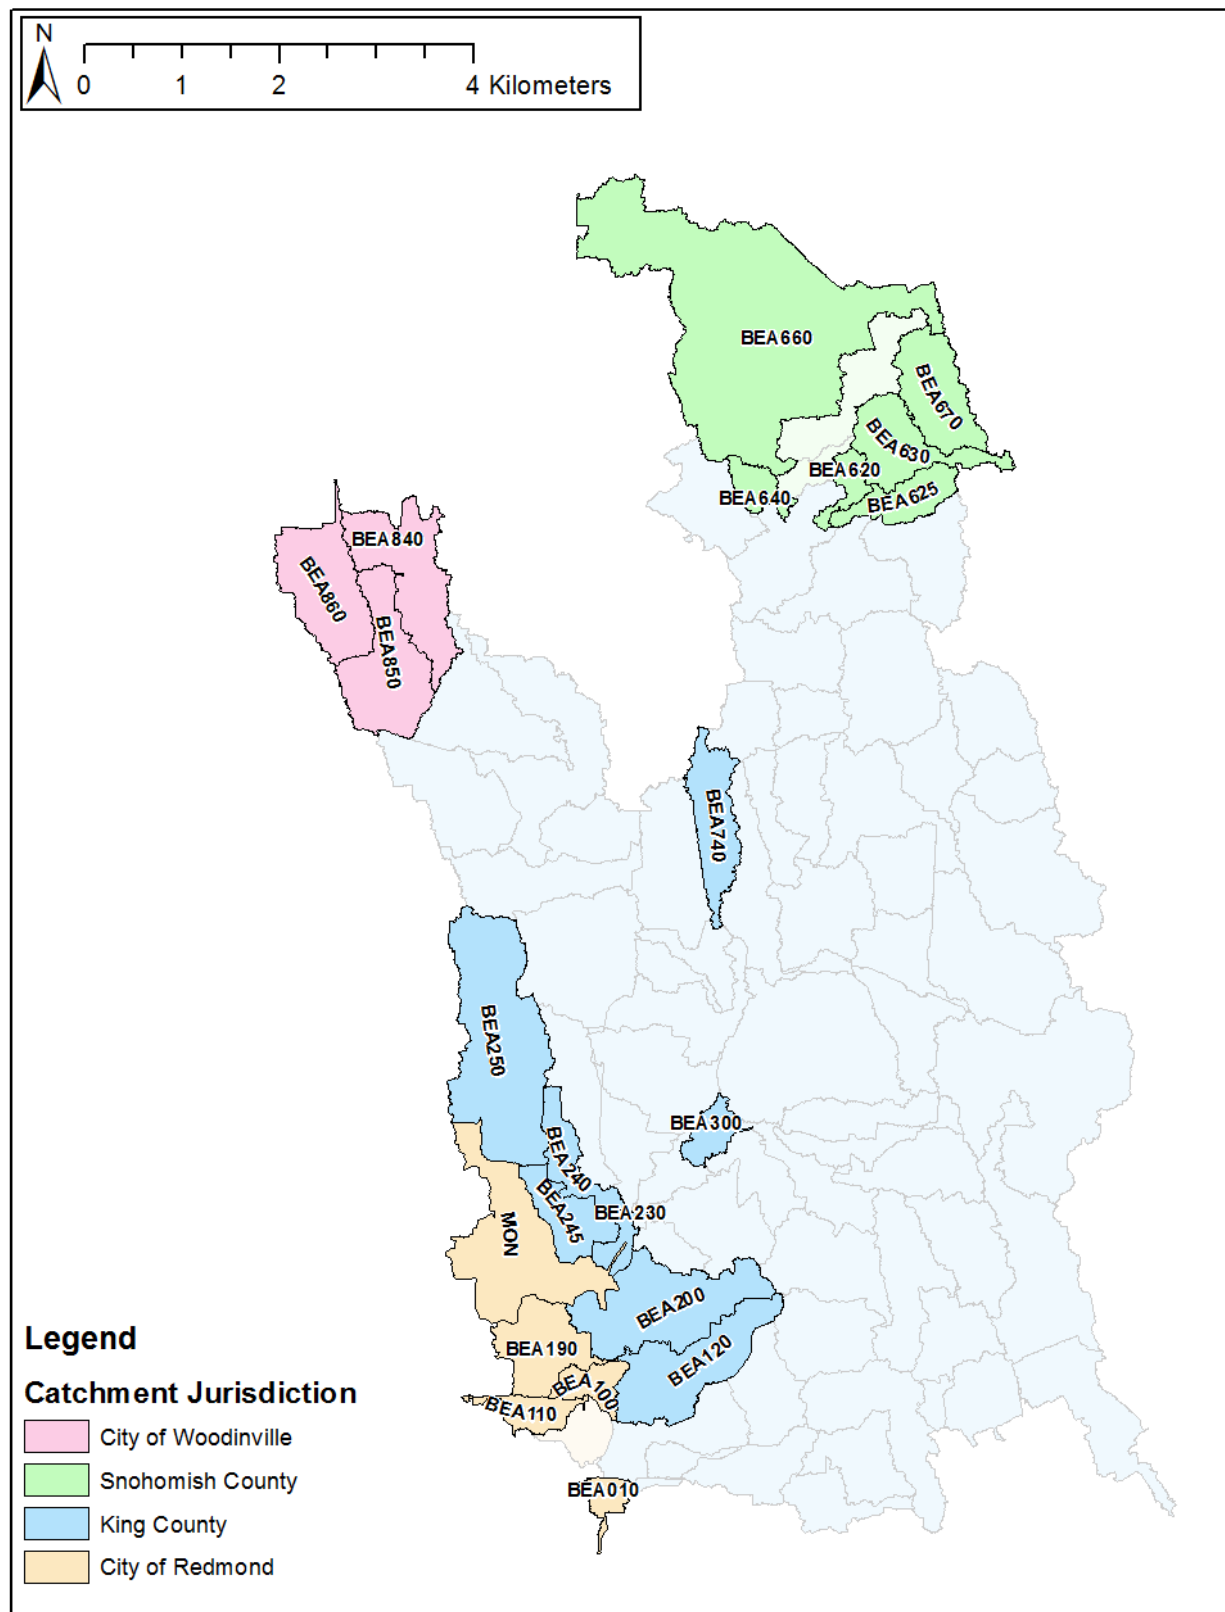 N
0 1 2 4 Kilometers
BEA660
BEA670
BEA630
BEA620
BEA640
BEA625
BEA840
BEA860
BEA850
BEA740
BEA250
BEA300
BEA240
BEA245
BEA230
MON
BEA200
BEA190
BEA120
BEA100
BEA110
BEA010
Legend
Catchment Jurisdiction
City of Woodinville
Snohomish County
King County
City of Redmond